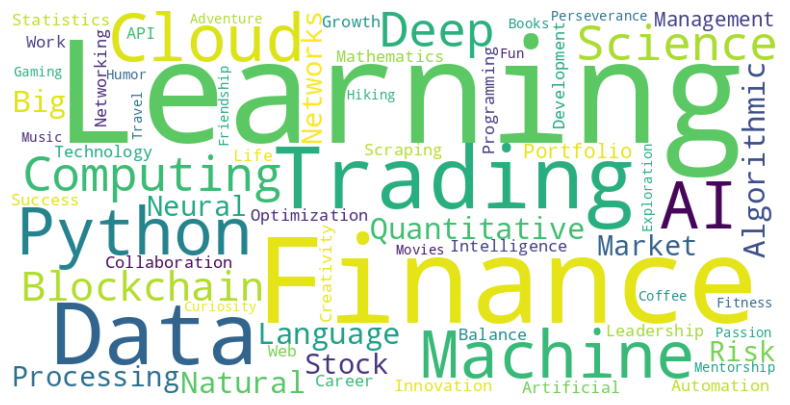 Statistics
Adventure
Cloud
API
Growth
Deep
Books
Perseverance
Management
Work
Networking
Networks
Fun
Science
Learning
Mathematics
Gaming
Humor
Travel
Friendship
Hiking
Programming
Development
Big
Music
Technology
Life
Scraping
Portfolio
Algorithmic
Computing
Trading
AI
Exploration
Success
Neural
Optimization
Quantitative
Python
Collaboration
Creativity
Movies
Intelligence
Market
Blockchain
Finance
Curiosity
Coffee
Fitness
Data
Language
Balance
Leadership
Passion
Web
Stock
Machine
Risk
Mentorship
Processing
Natural
Career
Innovation
Artificial
Automation